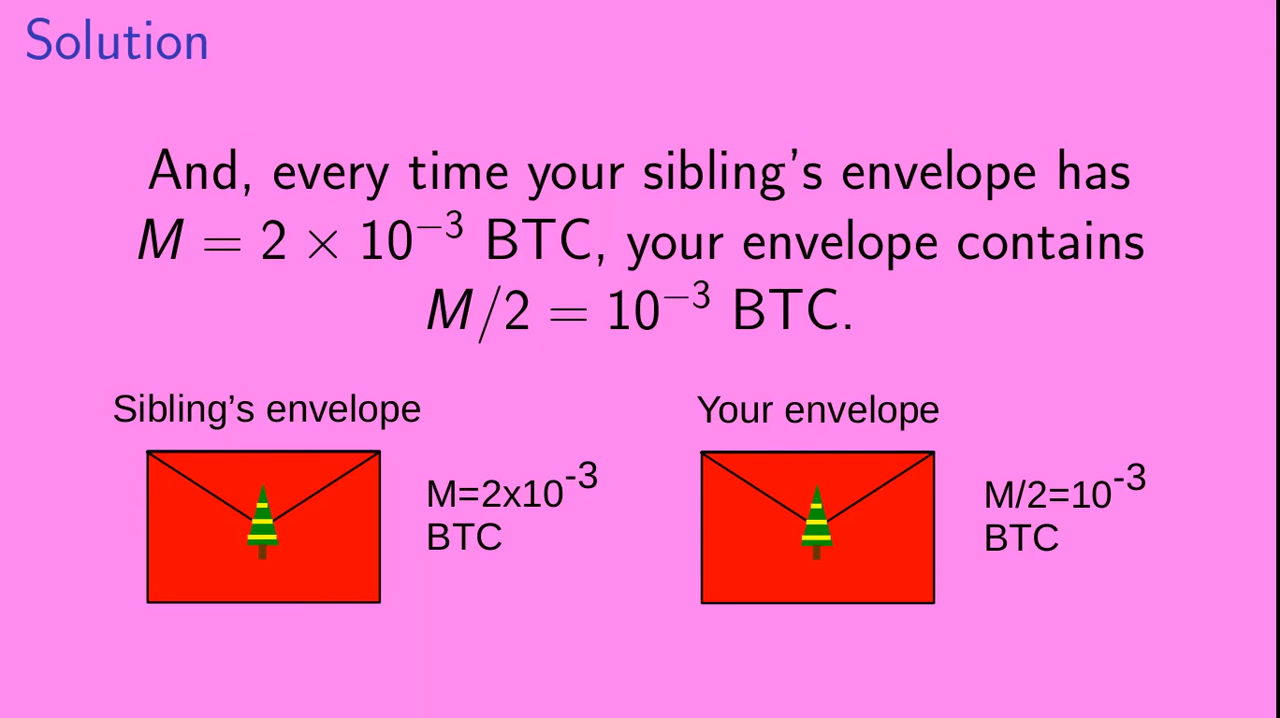 Solution
And, every time your sibling’s envelope has
M = 2 × 10⁻³ BTC, your envelope contains
M/2 = 10⁻³ BTC.
Sibling’s envelope
M=2x10⁻³
BTC
Your envelope
M/2=10⁻³
BTC